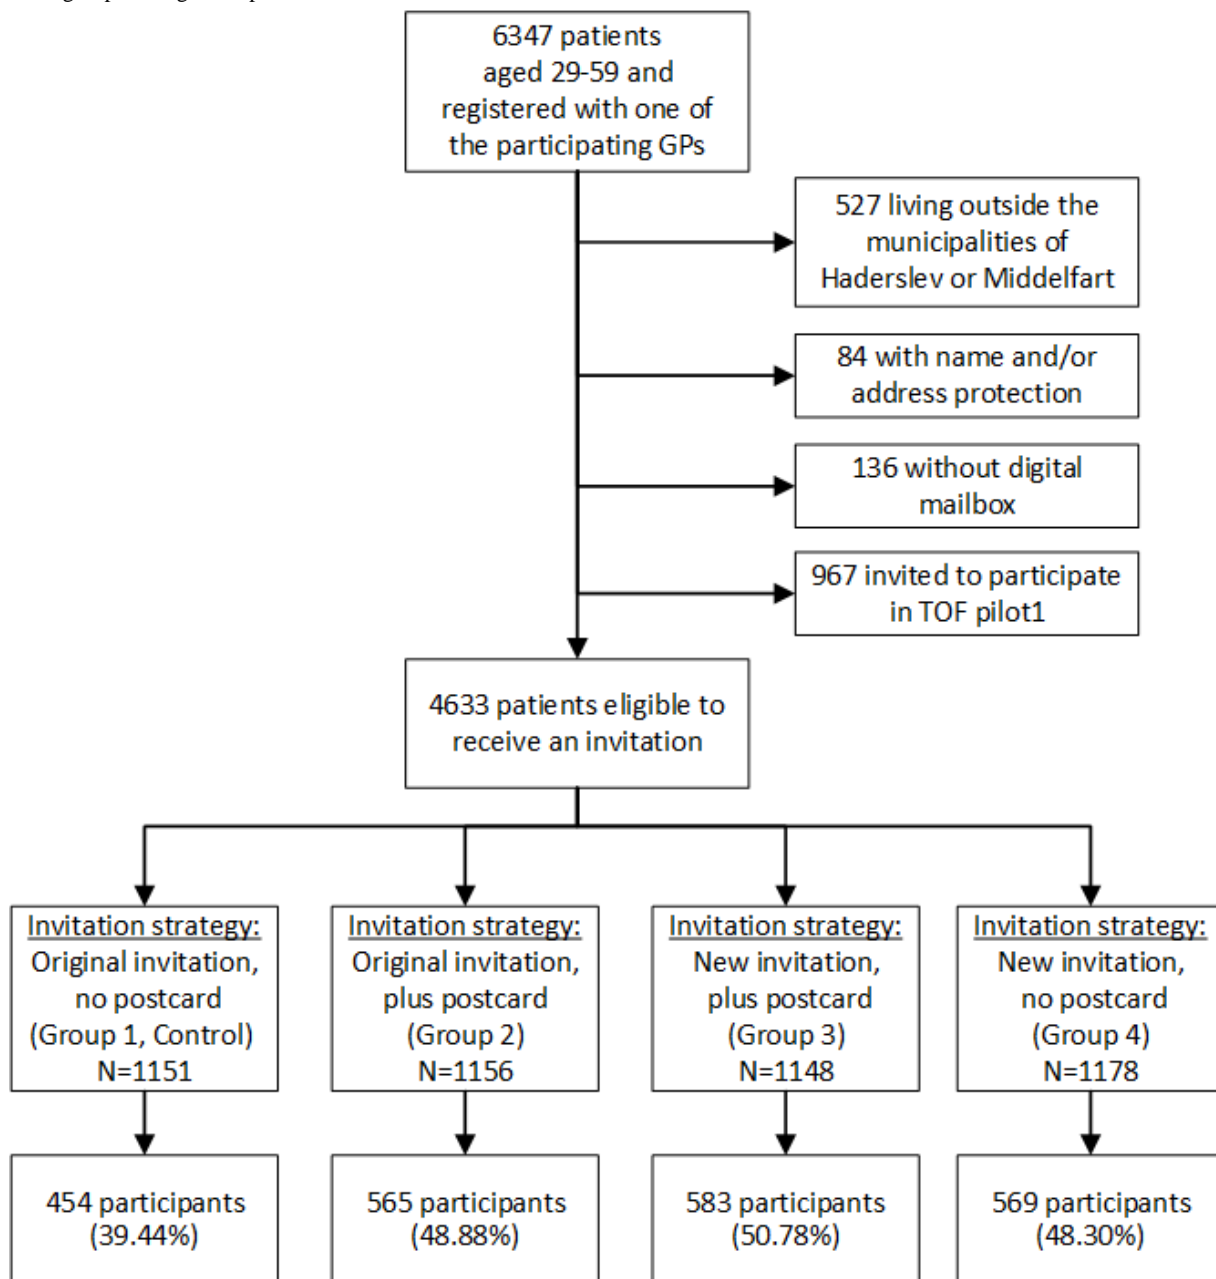 6347 patients
aged 29-59 and
registered with one of
the participating GPs
527 living outside the
municipalities of
Haderslev or Middelfart
84 with name and/or
address protection
136 without digital
mailbox
967 invited to participate
in TOF pilot1
4633 patients eligible to
receive an invitation
Invitation strategy:
Original invitation,
no postcard
(Group 1, Control)
N=1151
Invitation strategy:
Original invitation,
plus postcard
(Group 2)
N=1156
Invitation strategy:
New invitation,
plus postcard
(Group 3)
N=1148
Invitation strategy:
New invitation,
no postcard
(Group 4)
N=1178
454 participants
(39.44%)
565 participants
(48.88%)
583 participants
(50.78%)
569 participants
(48.30%)